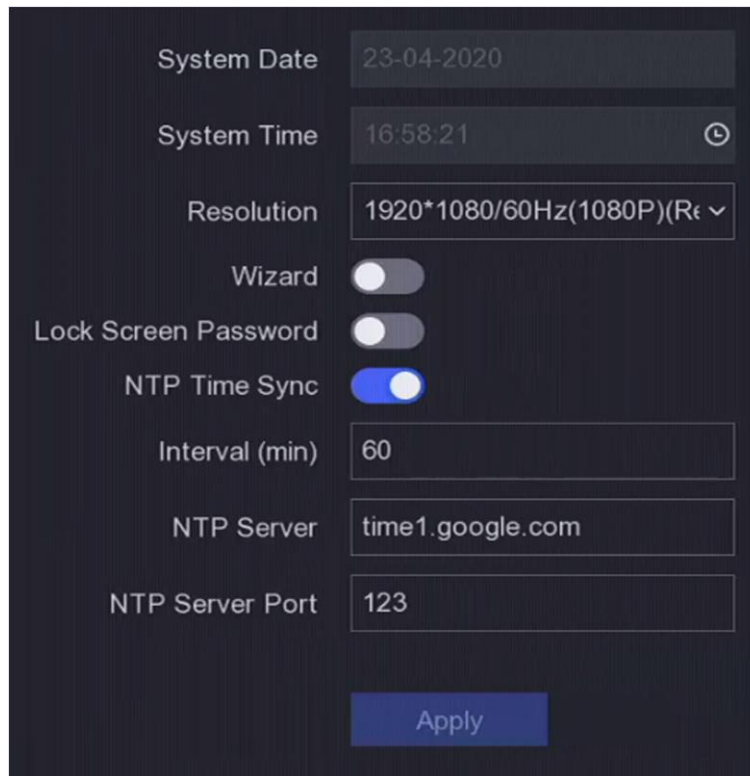 System Date 23-04-2020
System Time 16:58:21
Resolution 1920*1080/60Hz(1080P)(Re
Wizard
Lock Screen Password
NTP Time Sync
Interval (min) 60
NTP Server time1.google.com
NTP Server Port 123
Apply